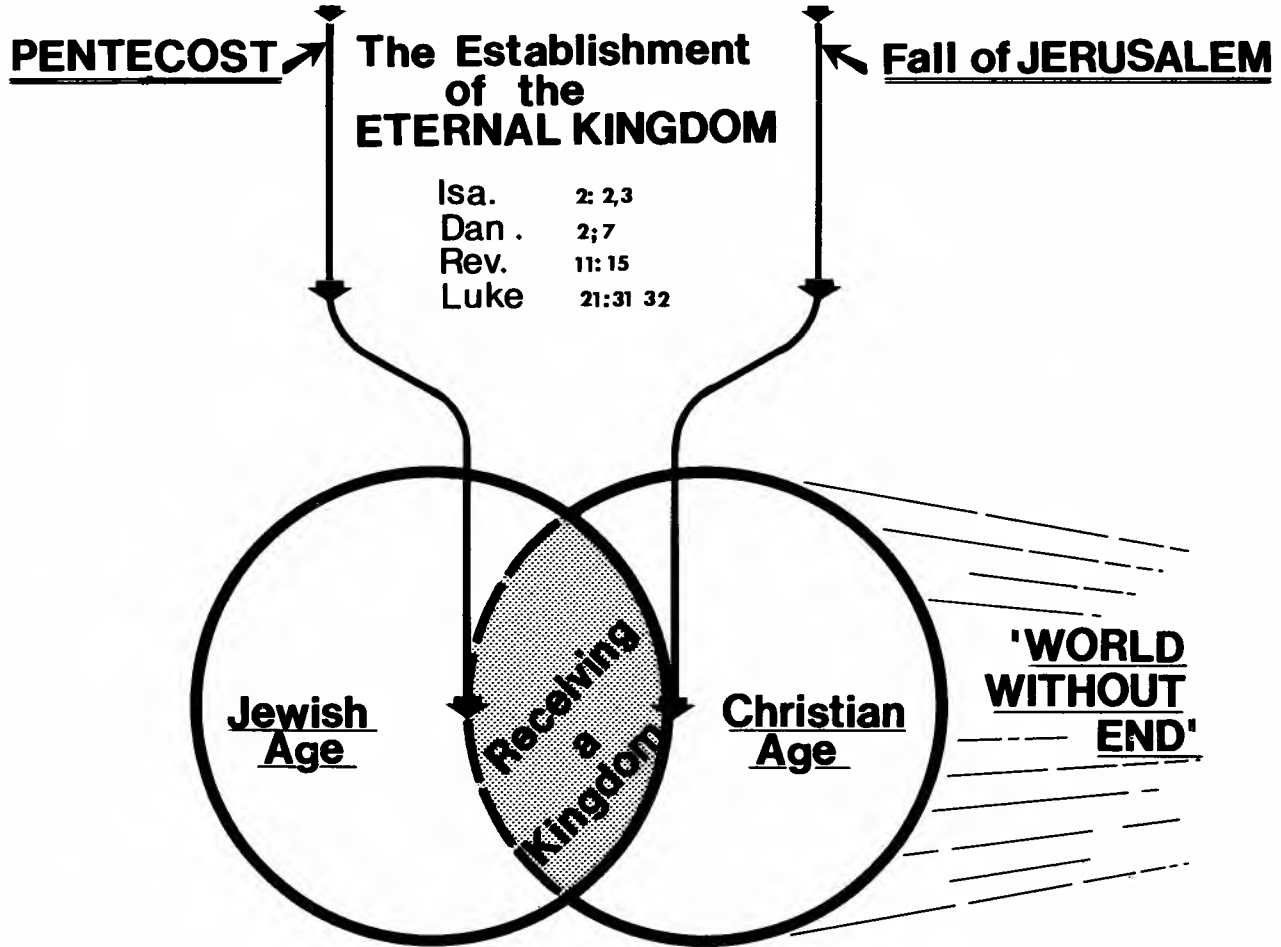 PENTECOST
The Establishment
of the
ETERNAL KINGDOM
Fall of JERUSALEM
Isa. 2: 2,3
Dan . 2; 7
Rev. 11: 15
Luke 21:31 32
Jewish
Age
Receiving
a
Kingdom
Christian
Age
'WORLD
WITHOUT
END'